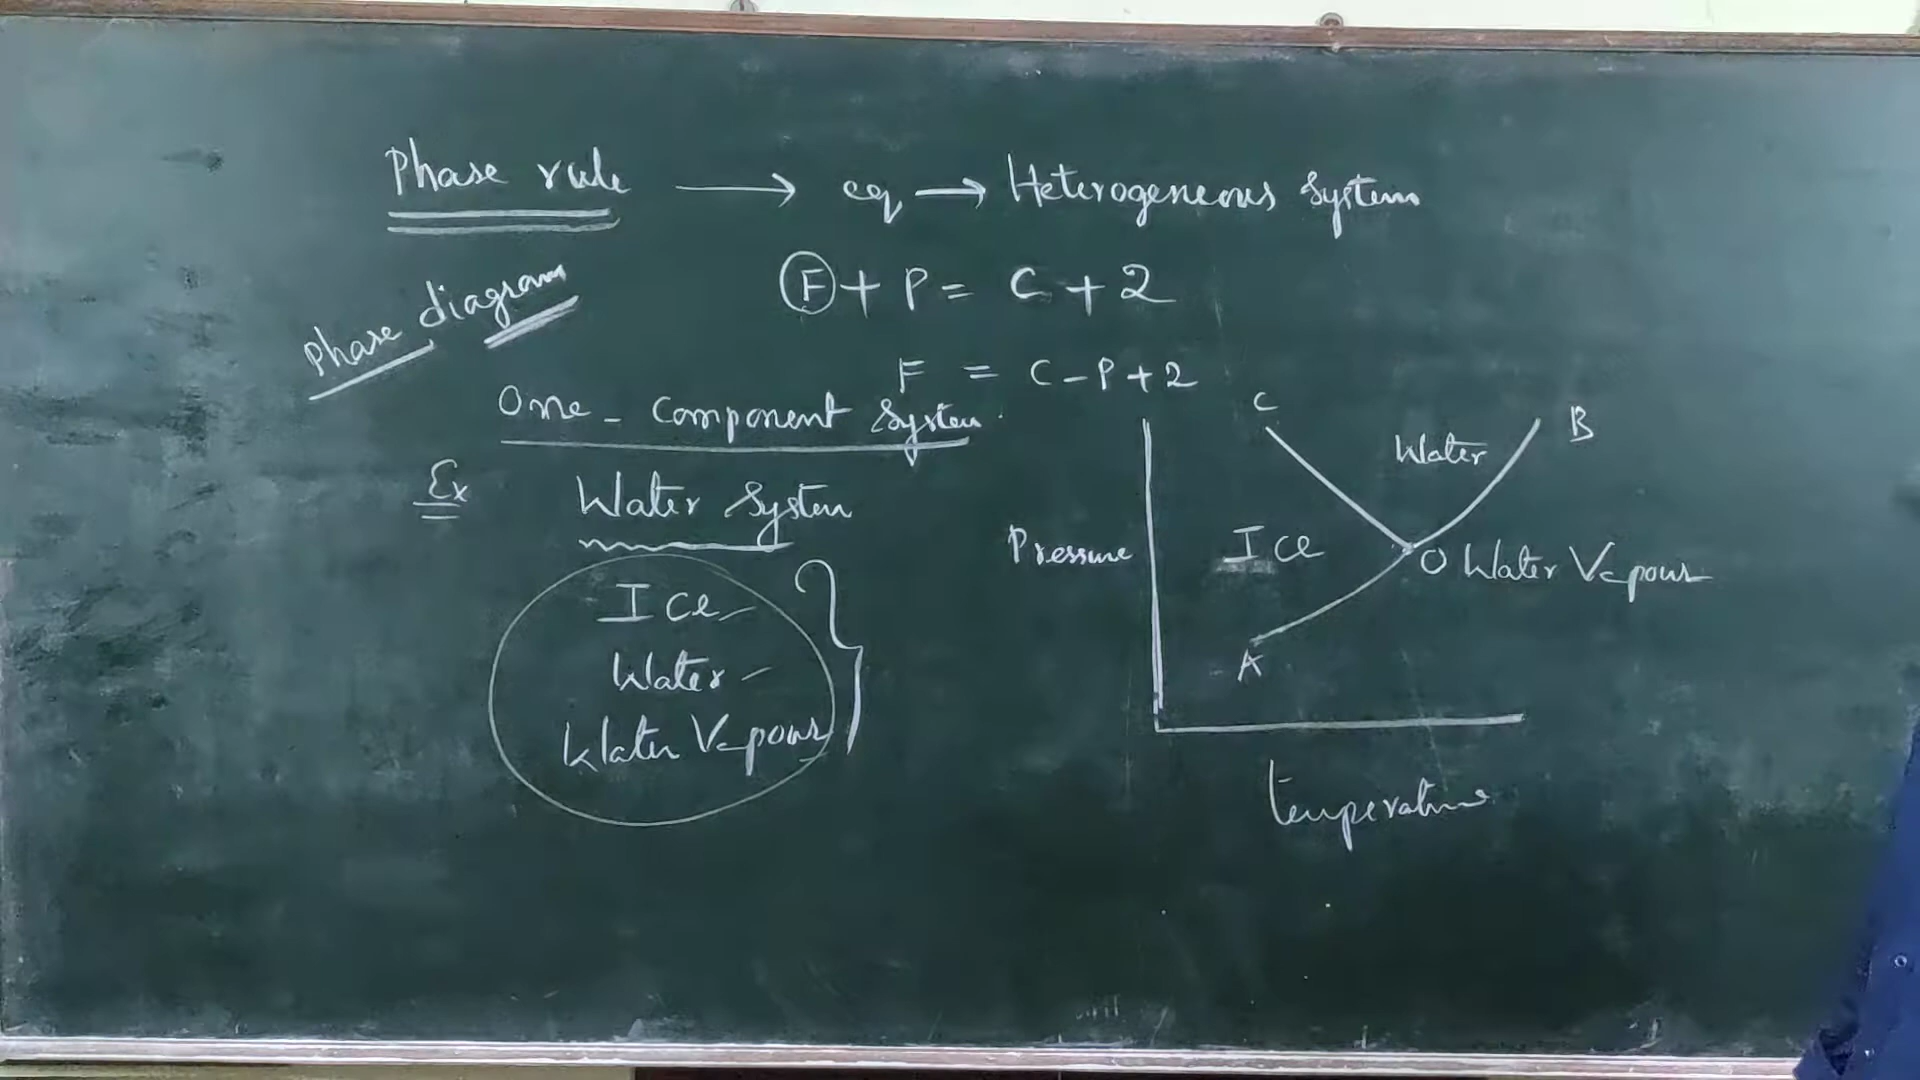 Phase rule → eq → Heterogeneous System
Phase diagram
F + P = C + 2
F = C - P + 2
One - Component System
Ex
Water System
Ice
Water
Water Vapour
C
B
Water
Pressure
Ice
O Water Vapour
A
temperature